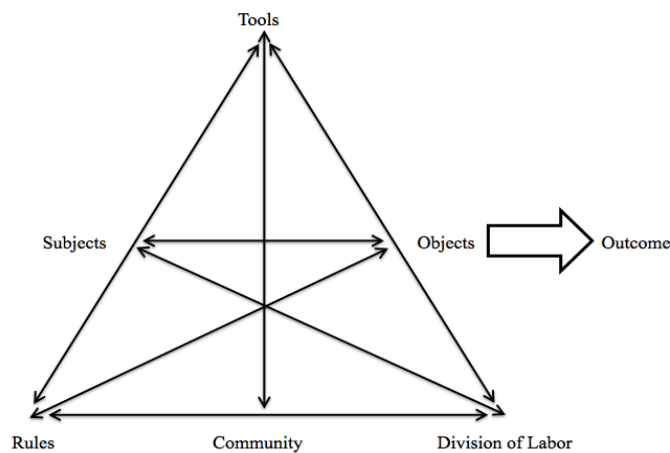 Tools
Subjects Objects Outcome
Rules Community Division of Labor